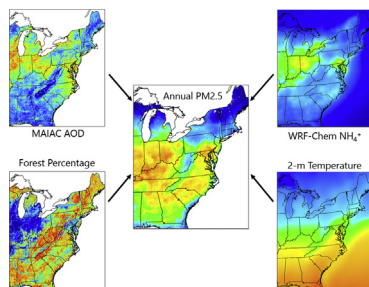 Annual PM2.5
MAIAC AOD
WRF-Chem NH₄⁺
Forest Percentage
2-m Temperature